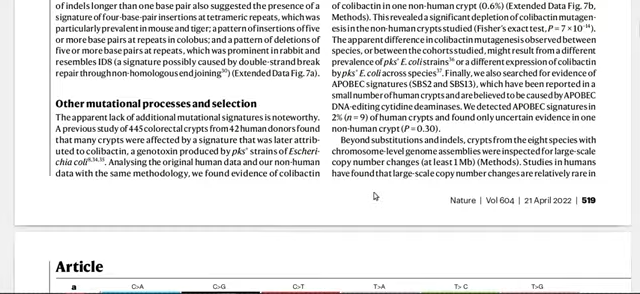 of indels longer than one base pair also suggested the presence of a
signature of four-base-pair insertions at tetrameric repeats, which was
particularly prevalent in mouse and tiger; a pattern of insertions of five
or more base pairs at repeats in colobus; and a pattern of deletions of
five or more base pairs at repeats, which was prominent in rabbit and
resembles ID8 (a signature possibly caused by double-strand break
repair through non-homologous end joining³⁰) (Extended Data Fig. 7a).
Other mutational processes and selection
The apparent lack of additional mutational signatures is noteworthy.
A previous study of 445 colorectal crypts from 42 human donors found
that many crypts were affected by a signature that was later attrib-
uted to colibactin, a genotoxin produced by pks⁺ strains of Escheri-
chia coli⁸,³⁴,³⁵. Analysing the original human data and our non-human
data with the same methodology, we found evidence of colibactin
of colibactin in one non-human crypt (0.6%) (Extended Data Fig. 7b,
Methods). This revealed a significant depletion of colibactin mutagen-
esis in the non-human crypts studied (Fisher's exact test, P = 7 × 10⁻¹⁴).
The apparent difference in colibactin mutagenesis observed between
species, or between the cohorts studied, might result from a different
prevalence of pks⁺ E. coli strains³⁶ or a different expression of colibactin
by pks⁺ E. coli across species³⁷. Finally, we also searched for evidence of
APOBEC signatures (SBS2 and SBS13), which have been reported in a
small number of human crypts and are believed to be caused by APOBEC
DNA-editing cytidine deaminases. We detected APOBEC signatures in
2% (n = 9) of human crypts and found only uncertain evidence in one
non-human crypt (P = 0.30).
Beyond substitutions and indels, crypts from the eight species with
chromosome-level genome assemblies were inspected for large-scale
copy number changes (at least 1 Mb) (Methods). Studies in humans
have found that large-scale copy number changes are relatively rare in
Nature | Vol 604 | 21 April 2022 | 519
Article
a C>A C>G C>T T>A T>C T>G